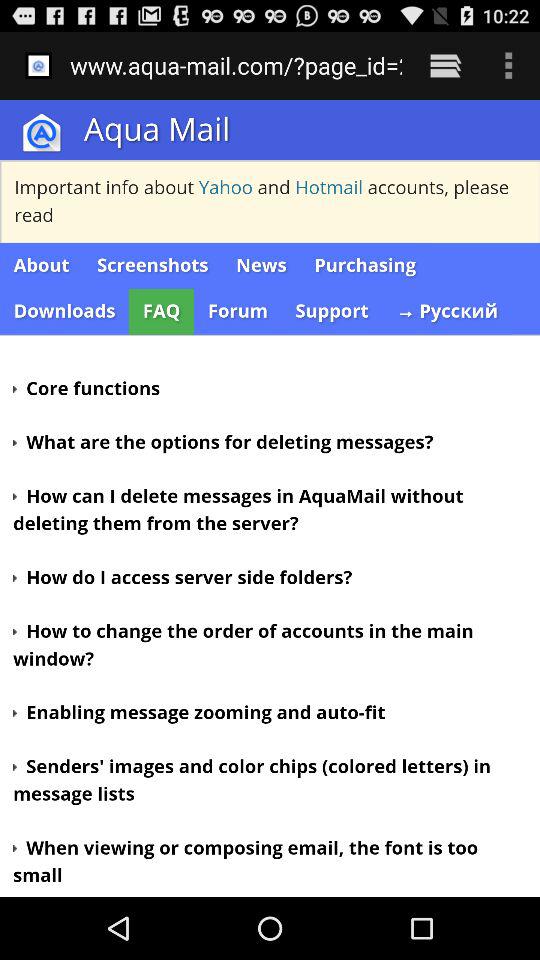 10:22
www.aqua-mail.com/?page_id=
Aqua Mail
Important info about Yahoo and Hotmail accounts, please
read
About Screenshots News Purchasing
Downloads FAQ Forum Support → Русский
Core functions
What are the options for deleting messages?
How can I delete messages in AquaMail without
deleting them from the server?
How do I access server side folders?
How to change the order of accounts in the main
window?
Enabling message zooming and auto-fit
Senders' images and color chips (colored letters) in
message lists
When viewing or composing email, the font is too
small